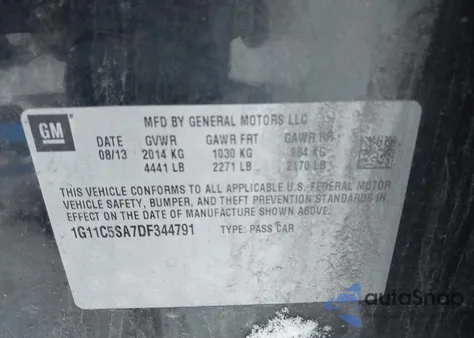 GM
MFD BY GENERAL MOTORS LLC
DATE GVWR GAWR FRT GAWR RR
08/13 2014 KG 1030 KG 984 KG
4441 LB 2271 LB 2170 LB
THIS VEHICLE CONFORMS TO ALL APPLICABLE U.S. FEDERAL MOTOR
VEHICLE SAFETY, BUMPER, AND THEFT PREVENTION STANDARDS IN
EFFECT ON THE DATE OF MANUFACTURE SHOWN ABOVE.
1G11C5SA7DF344791 TYPE: PASS CAR
autoSnap